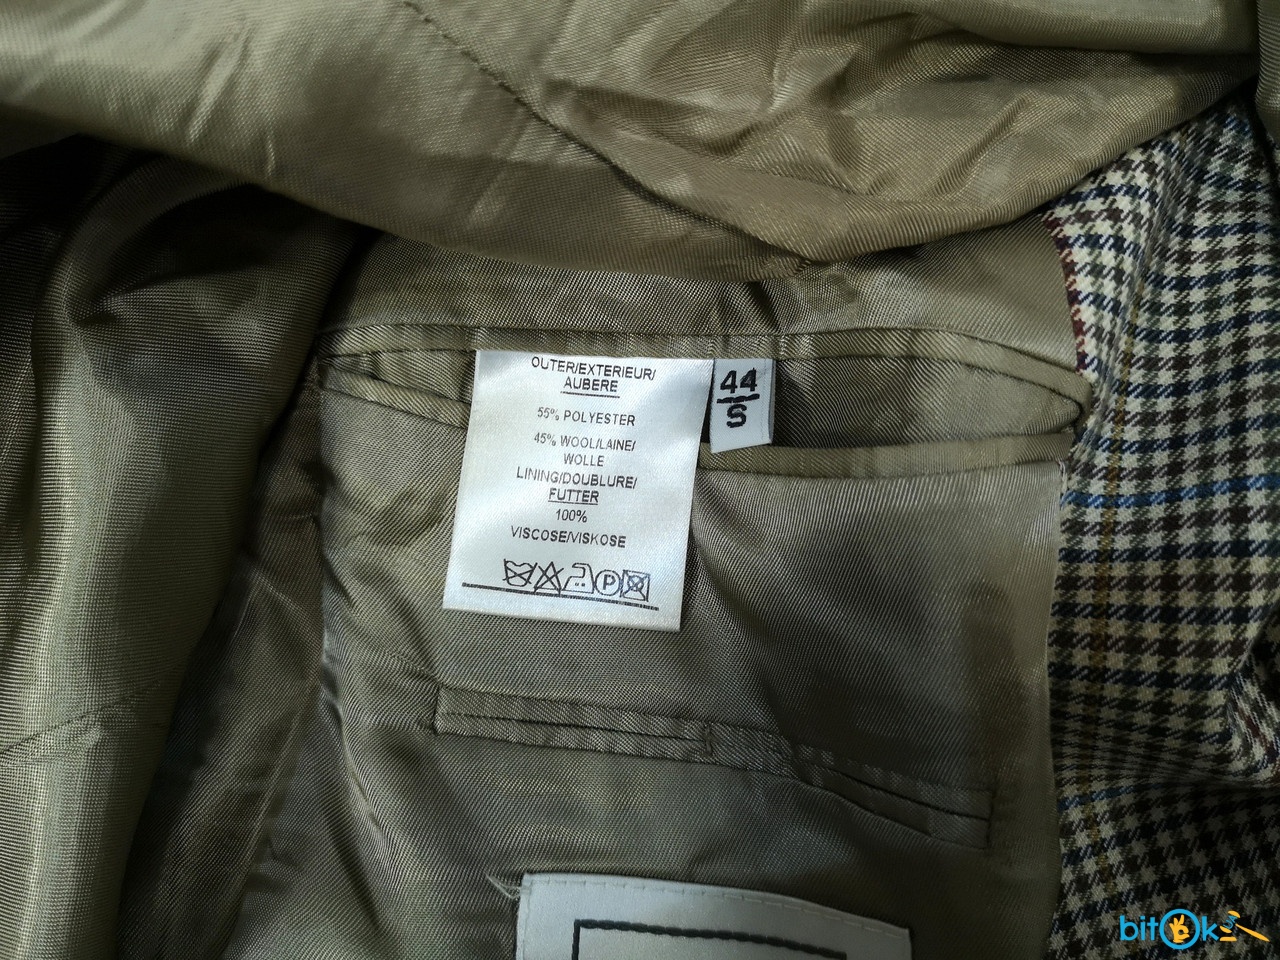 OUTER/EXTERIEUR/
AUBERE
55% POLYESTER
45% WOOL/LAINE/
WOLLE
LINING/DOUBLURE/
FUTTER
100%
VISCOSE/VISKOSE
P
44
S
bitOk